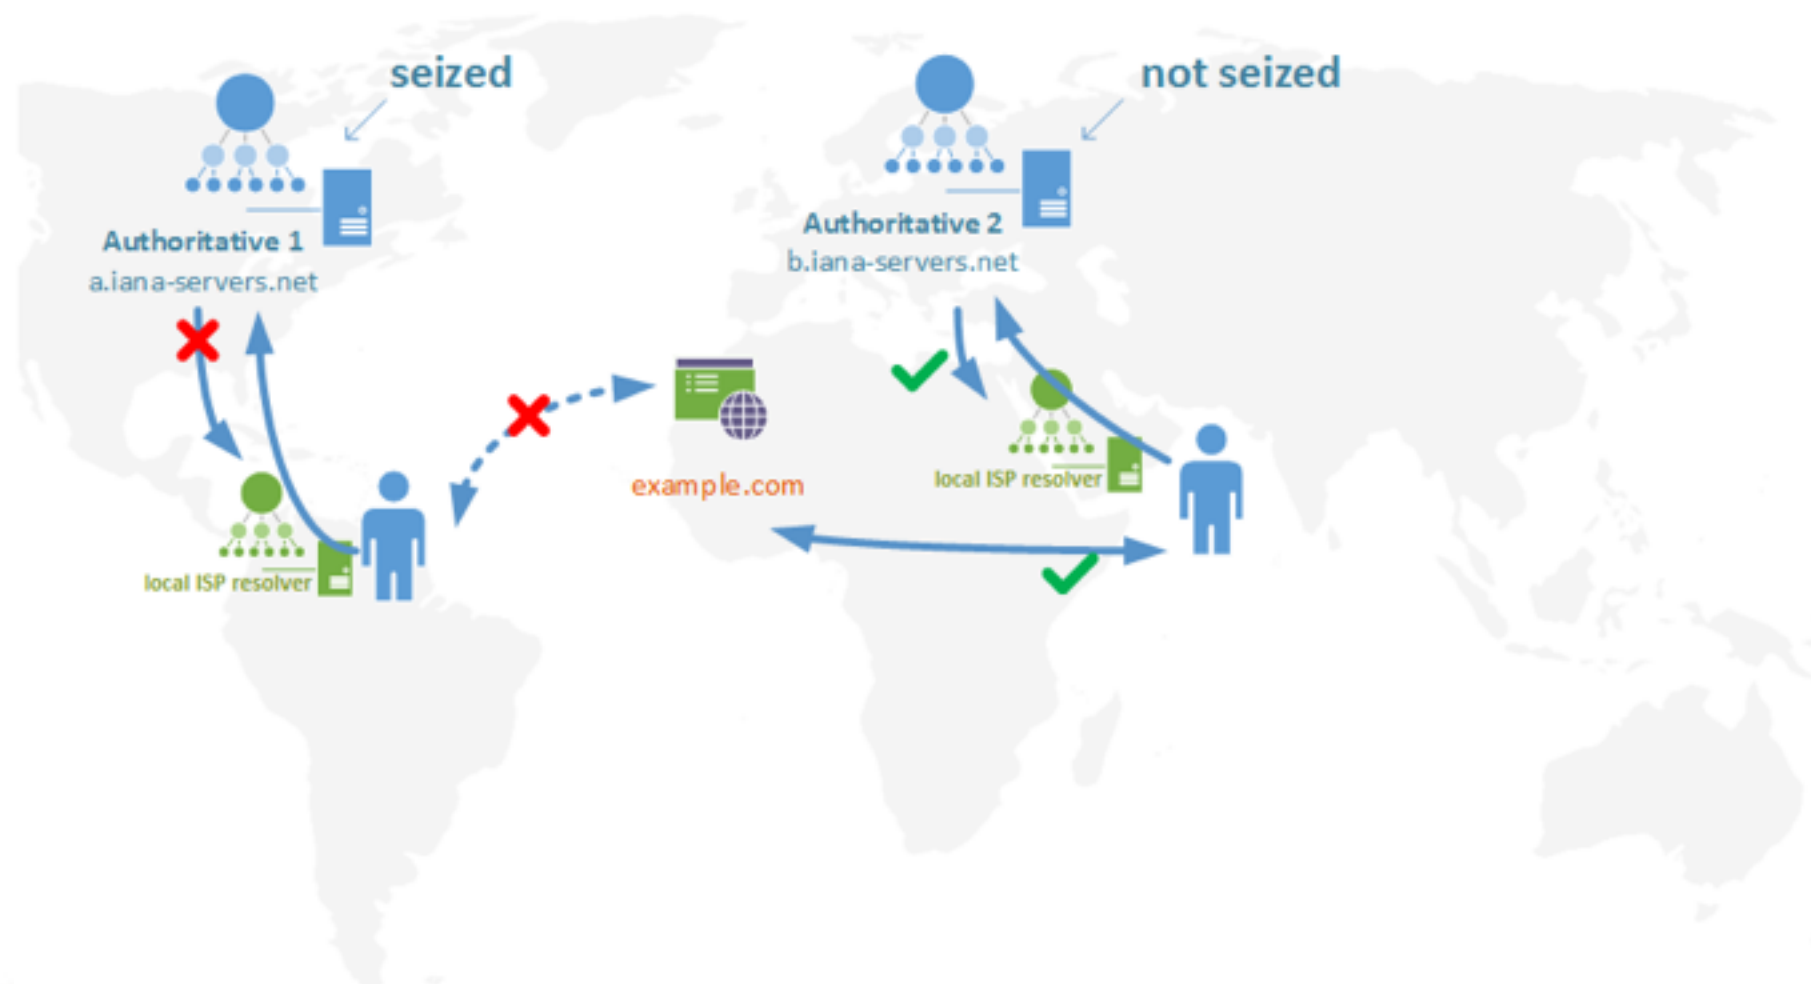 seized
Authoritative 1
a.iana-servers.net
local ISP resolver
example.com
not seized
Authoritative 2
b.iana-servers.net
local ISP resolver